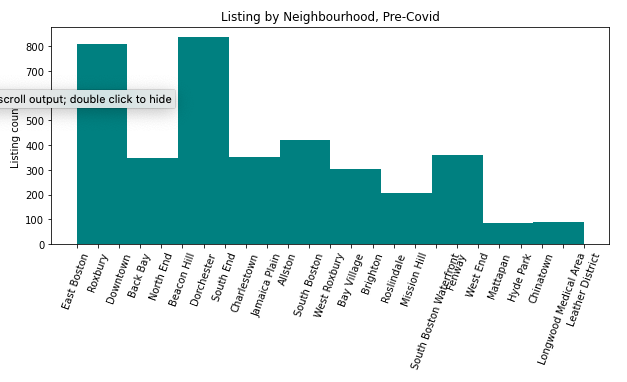 Listing by Neighbourhood, Pre-Covid
800
700
scroll output; double click to hide
500
400
300
200
100
0
Listing coun
East Boston
Roxbury
Downtown
Back Bay
North End
Beacon Hill
Dorchester
South End
Charlestown
Jamaica Plain
Allston
South Boston
West Roxbury
Bay Village
Brighton
Roslindale
Mission Hill
South Boston Waterfront
Fenway
West End
Mattapan
Hyde Park
Chinatown
Longwood Medical Area
Leather District